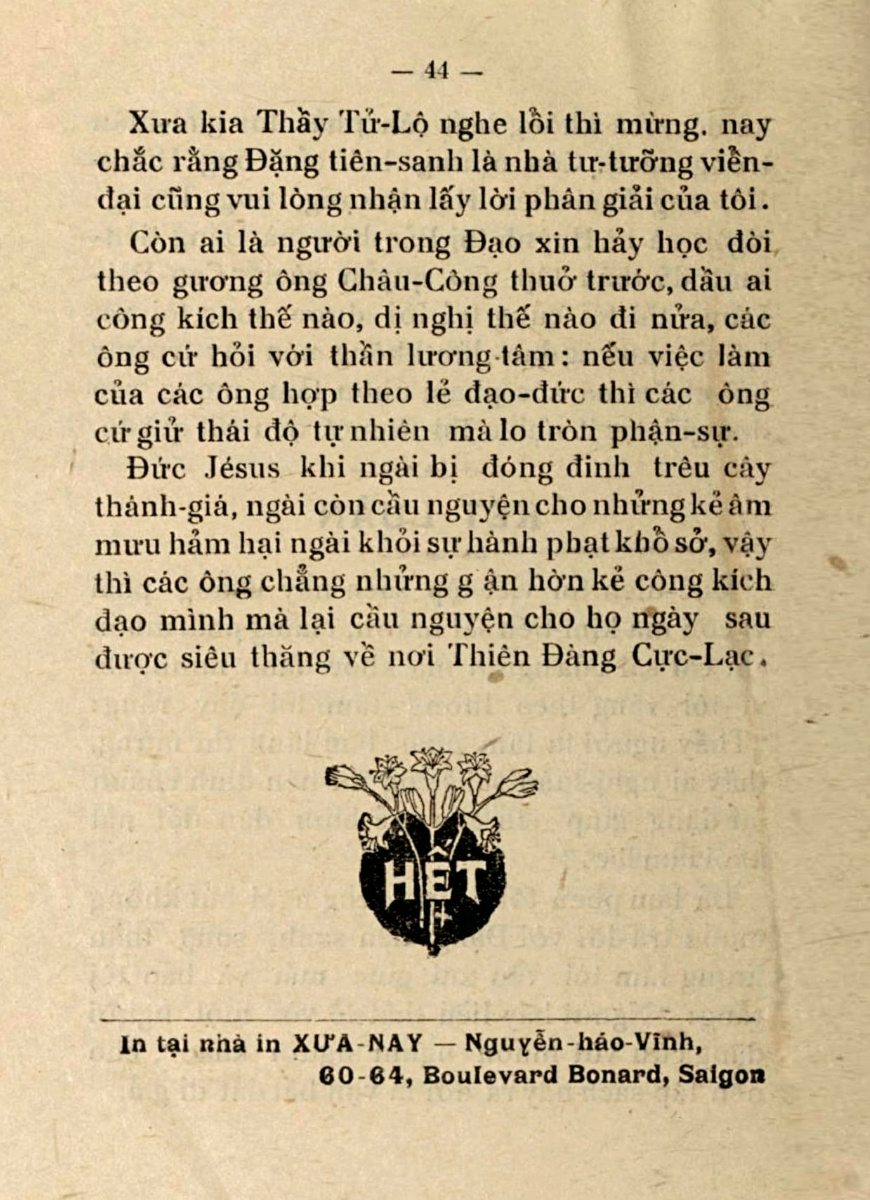 — 44 —
Xưa kia Thầy Tử-Lộ nghe lồi thì mừng. nay
chắc rằng Đặng tiên-sanh là nhà tư-tưỡng viễn-
đại cũng vui lòng nhận lấy lời phân giải của tôi.
Còn ai là người trong Đạo xin hảy học đòi
theo gương ông Châu-Công thuở trước, dầu ai
công kích thế nào, dị nghị thế nào đi nửa, các
ông cứ hỏi với thần lương-tâm: nếu việc làm
của các ông hợp theo lẻ đạo-đức thì các ông
cứ giử thái độ tự nhiên mà lo tròn phận-sự.
Đức Jésus khi ngài bị đóng đinh trêu cây
thánh-giá, ngài còn cầu nguyện cho nhửng kẻ âm
mưu hảm hại ngài khỏi sự hành phạt khổ sở, vậy
thì các ông chẳng nhửng g ận hờn kẻ công kích
đạo mình mà lại cầu nguyện cho họ ngày sau
được siêu thăng về nơi Thiên Đàng Cực-Lạc.
HẾT
In tại nhà in XƯA-NAY — Nguyễn-háo-Vĩnh,
60-64, Boulevard Bonard, Saigon